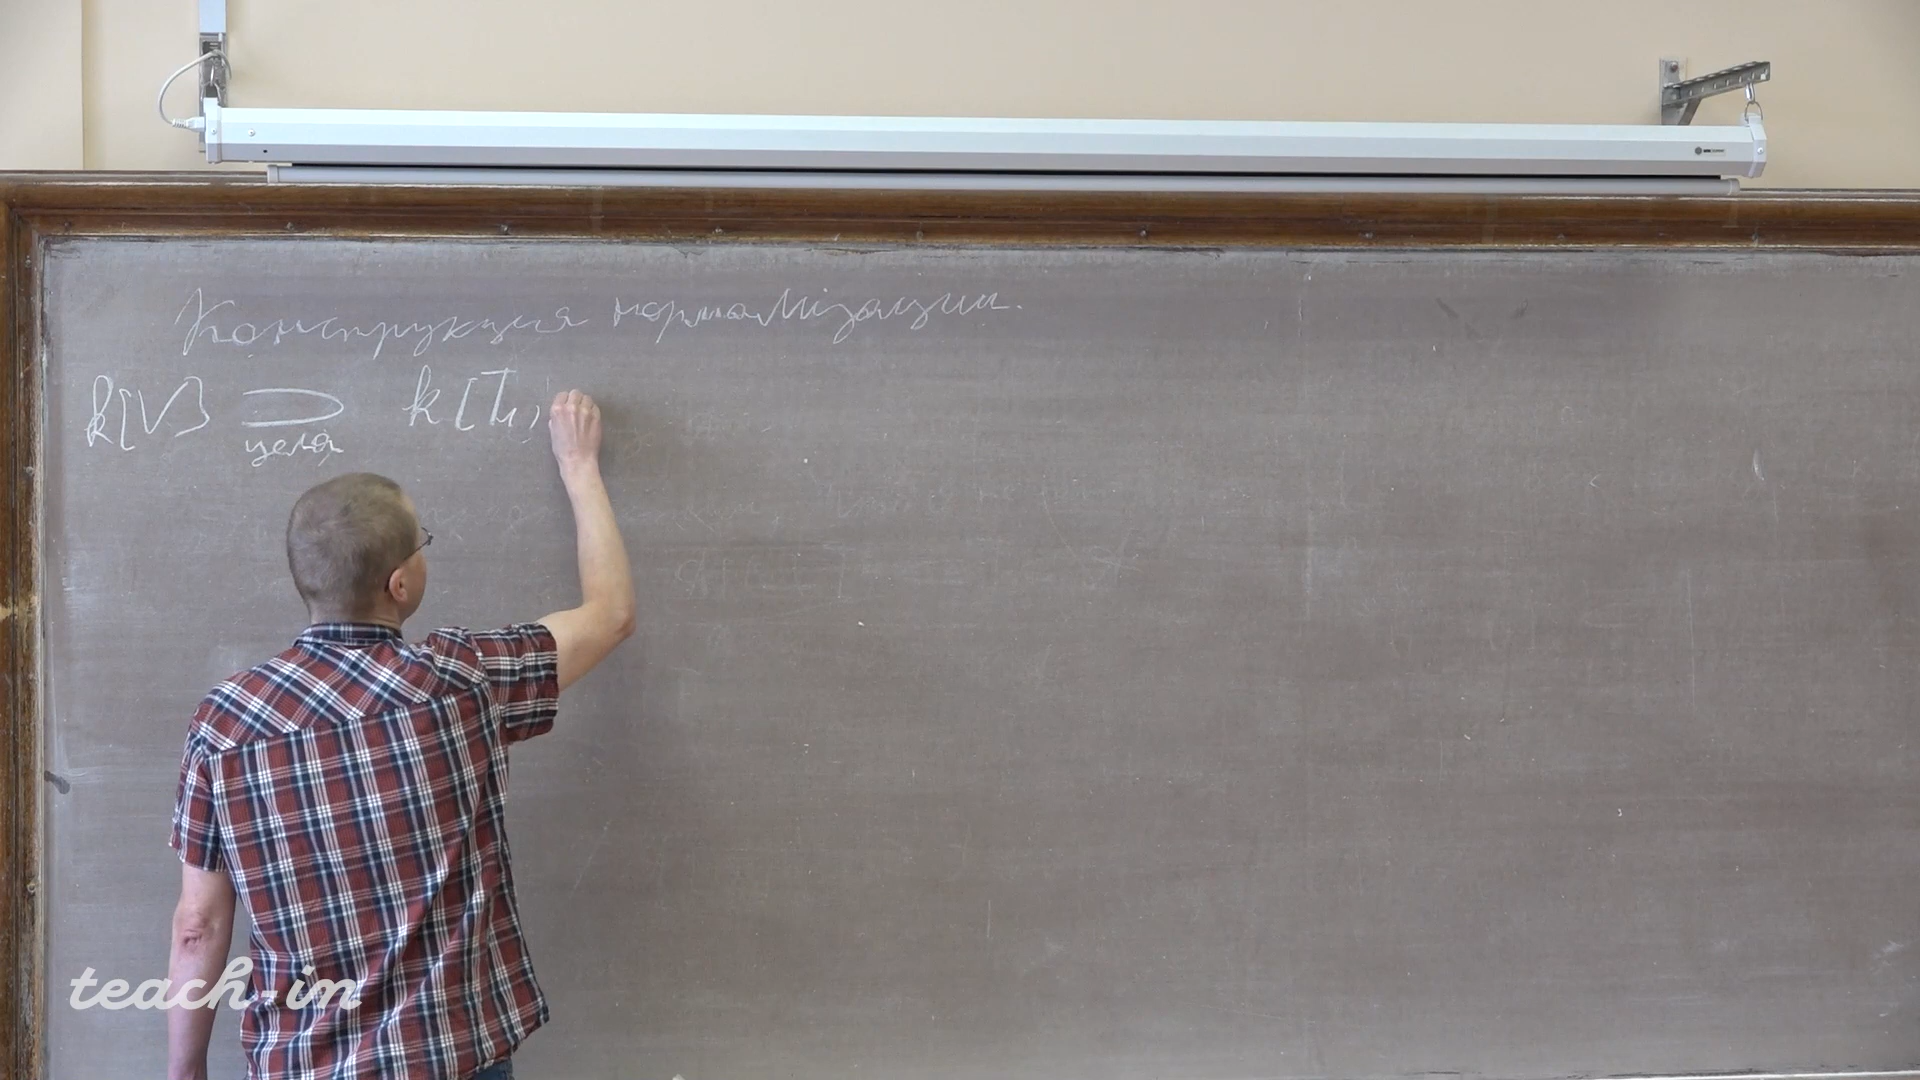 Конструкция нормализации.
k[V] ⊃ k[T₁,
целое
teach-in